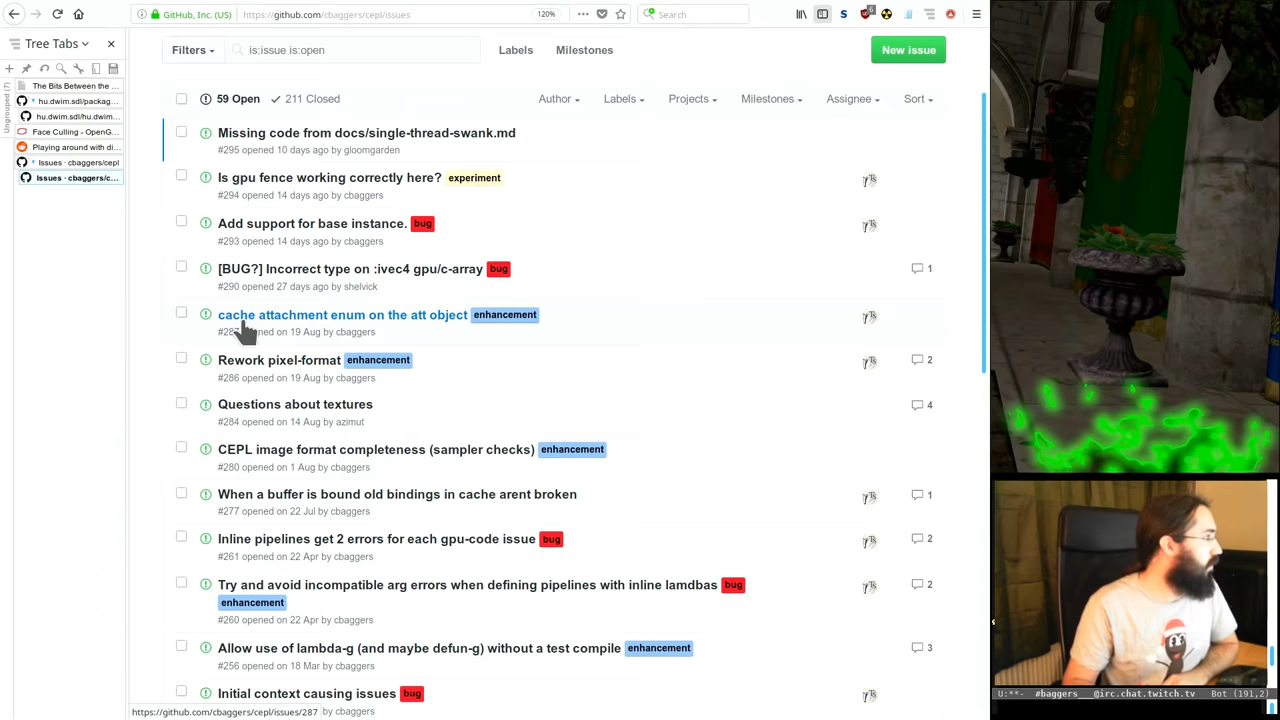 GitHub, Inc. (US)
https://github.com/cbaggers/cepl/issues
120%
Search
6
Tree Tabs
Ungrouped (7)
The Bits Between the ...
hu.dwim.sdl/packag...
hu.dwim.sdl/hu.dwi...
Face Culling - OpenG...
Playing around with di...
Issues · cbaggers/cepl
Issues · cbaggers/c...
Filters
is:issue is:open
Labels
Milestones
New issue
59 Open
211 Closed
Author
Labels
Projects
Milestones
Assignee
Sort
Missing code from docs/single-thread-swank.md
#295 opened 10 days ago by gloomgarden
Is gpu fence working correctly here? experiment
#294 opened 14 days ago by cbaggers
Add support for base instance. bug
#293 opened 14 days ago by cbaggers
[BUG?] Incorrect type on :ivec4 gpu/c-array bug
1
#290 opened 27 days ago by shelvick
cache attachment enum on the att object enhancement
on 19 Aug by cbaggers
Rework pixel-format enhancement
2
#286 opened on 19 Aug by cbaggers
Questions about textures
4
#284 opened on 14 Aug by azimut
CEPL image format completeness (sampler checks) enhancement
#280 opened on 1 Aug by cbaggers
When a buffer is bound old bindings in cache arent broken
1
#277 opened on 22 Jul by cbaggers
Inline pipelines get 2 errors for each gpu-code issue bug
2
#261 opened on 22 Apr by cbaggers
Try and avoid incompatible arg errors when defining pipelines with inline lamdbas bug
2
enhancement
#260 opened on 22 Apr by cbaggers
Allow use of lambda-g (and maybe defun-g) without a test compile enhancement
3
#256 opened on 18 Mar by cbaggers
Initial context causing issues bug
cbaggers
https://github.com/cbaggers/cepl/issues/287
U:**- #baggers___@irc.chat.twitch.tv Bot (191,2)